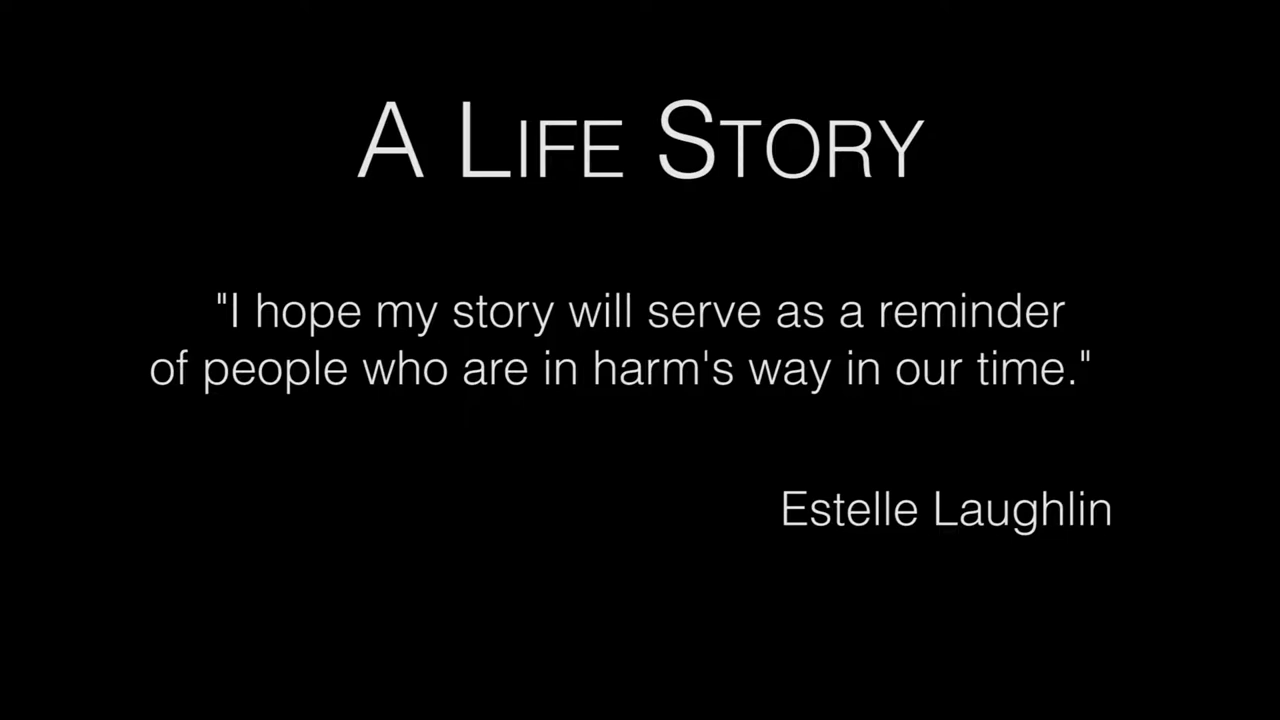 A LIFE STORY
"I hope my story will serve as a reminder
of people who are in harm's way in our time."
Estelle Laughlin